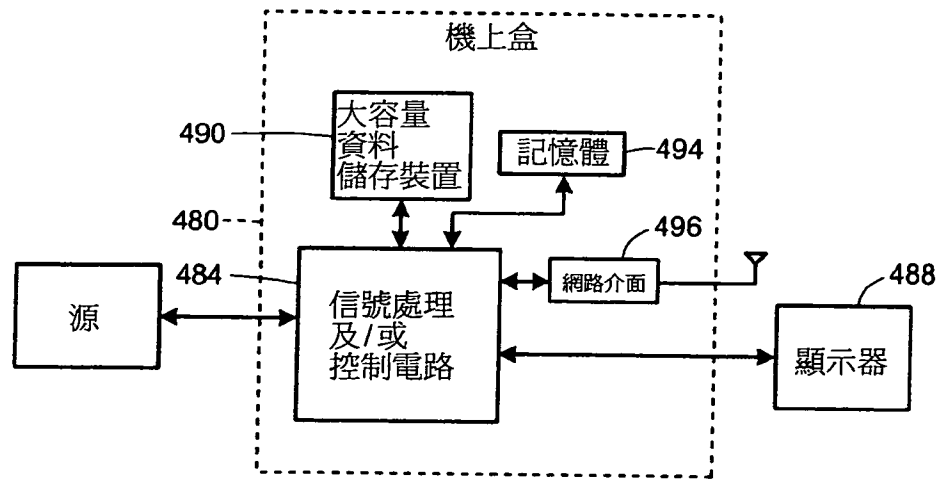 機上盒
490
大容量
資料
儲存裝置
記憶體
494
480
496
484
網路介面
488
源
信號處理
及/或
控制電路
顯示器